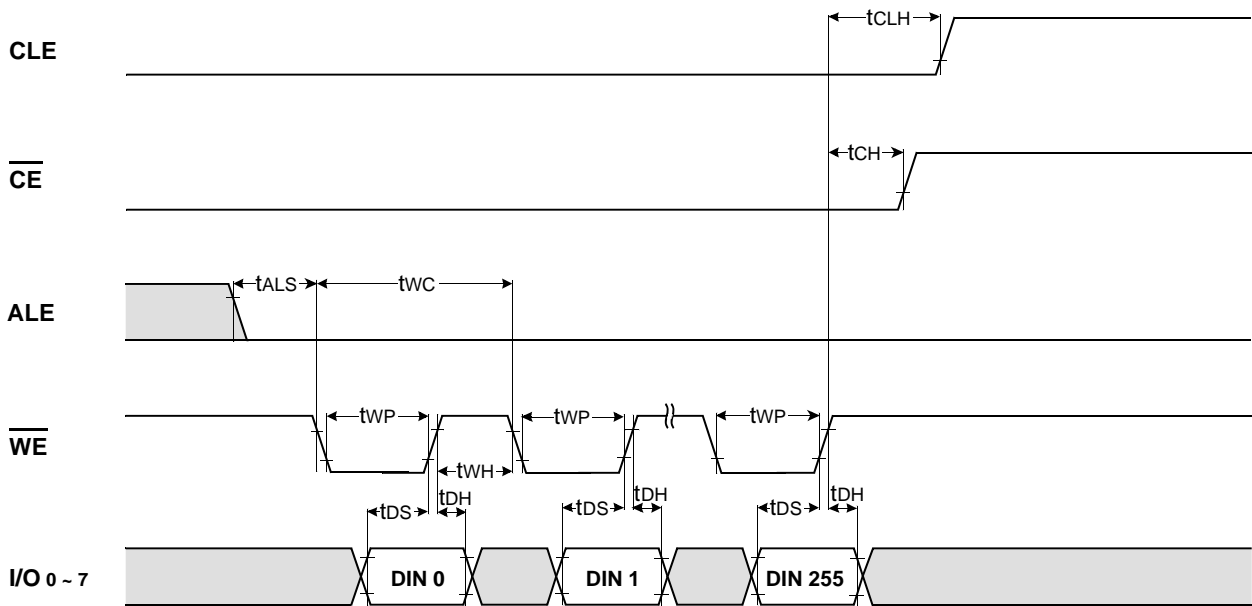 tCLH
CLE
tCH
CE
tALS
tWC
ALE
tWP
tWP
tWP
WE
tWH
tDS
tDH
tDS
tDH
tDS
tDH
I/O 0 ~ 7
DIN 0
DIN 1
DIN 255